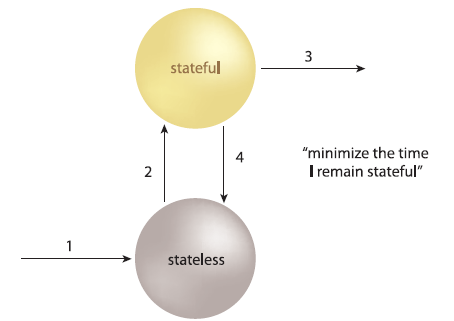 stateful
3
2
4
“minimize the time
I remain stateful”
1
stateless